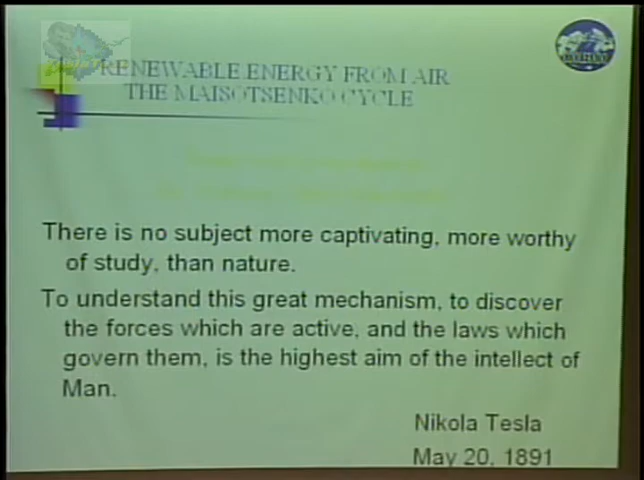 RENEWABLE ENERGY FROM AIR
THE MAISOTSENKO CYCLE
There is no subject more captivating, more worthy
of study, than nature.
To understand this great mechanism, to discover
the forces which are active, and the laws which
govern them, is the highest aim of the intellect of
Man.
Nikola Tesla
May 20, 1891